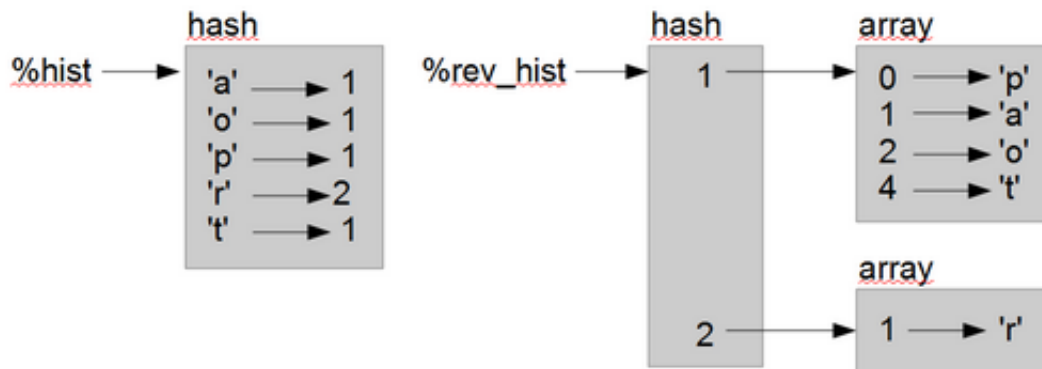 hash
%hist
'a' 1
'o' 1
'p' 1
'r' 2
't' 1
hash
%rev_hist
1
2
array
0 'p'
1 'a'
2 'o'
4 't'
array
1 'r'